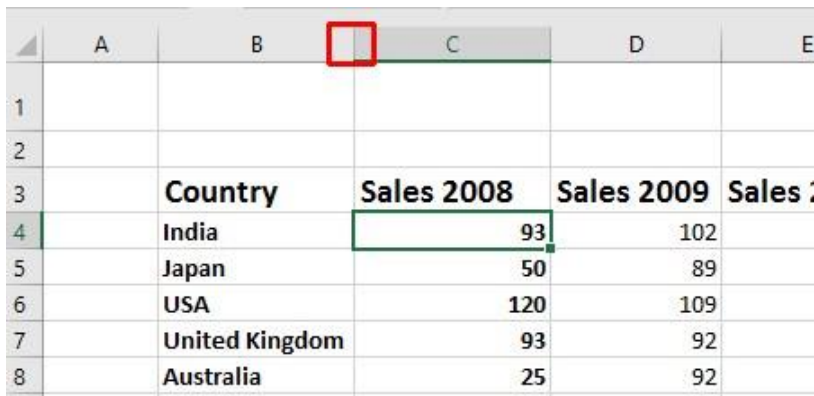 A B C D E
1
2
3 Country Sales 2008 Sales 2009 Sales
4 India 93 102
5 Japan 50 89
6 USA 120 109
7 United Kingdom 93 92
8 Australia 25 92